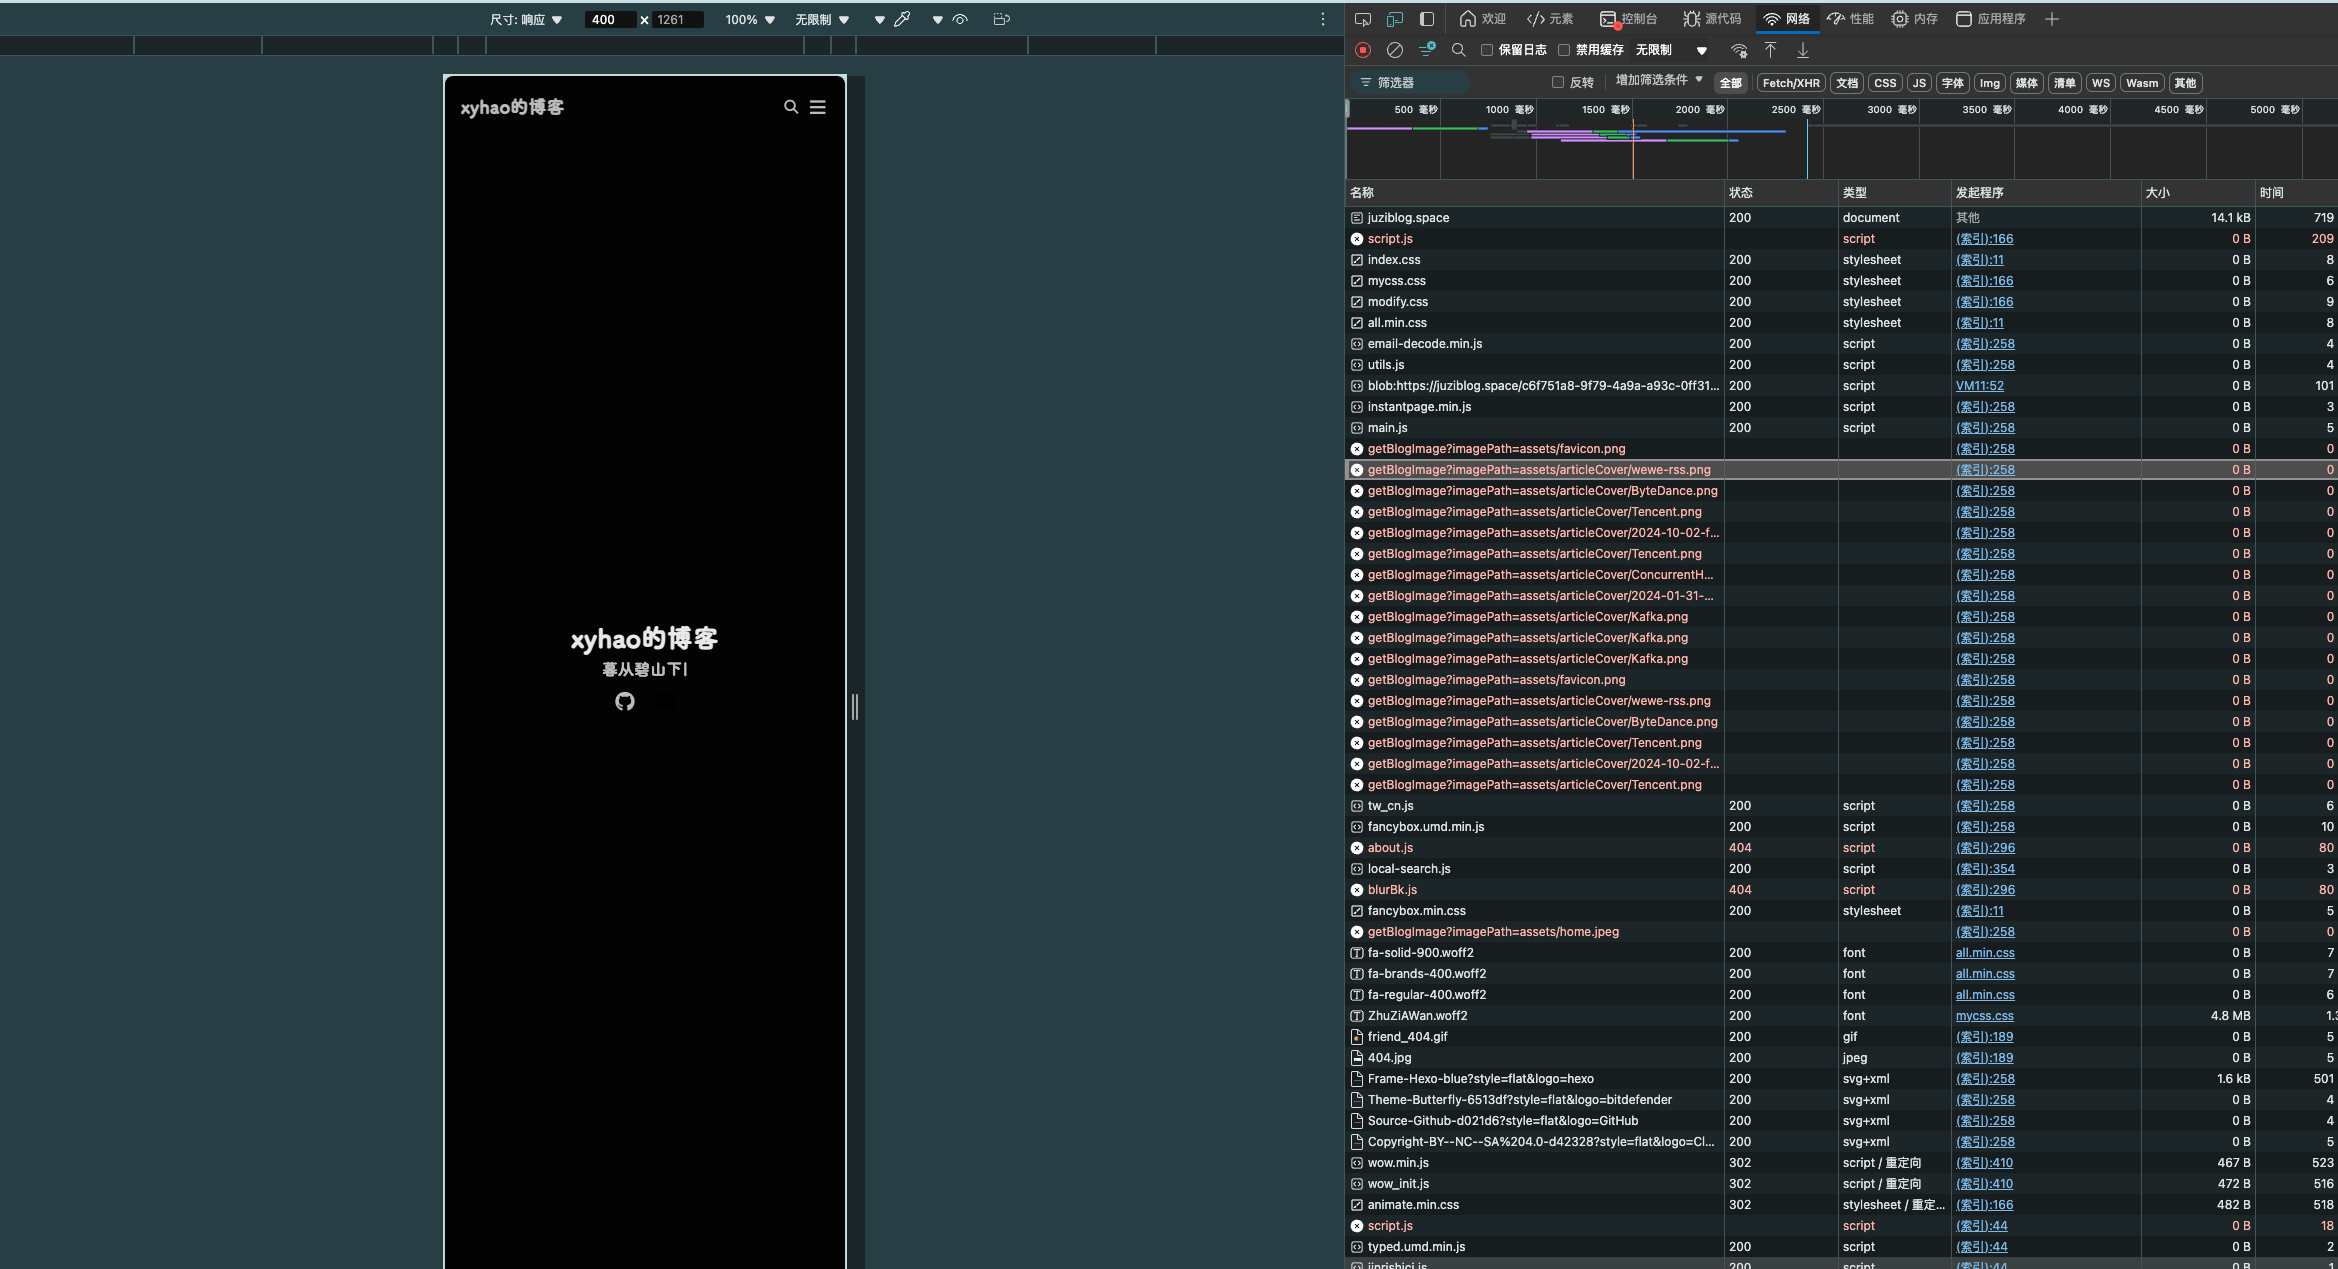 尺寸: 响应 400 x 1261 100% 无限制
欢迎 元素 控制台 源代码 网络 性能 内存 应用程序
保留日志 禁用缓存 无限制
筛选器 反转 增加筛选条件 全部 Fetch/XHR 文档 CSS JS 字体 Img 媒体 清单 WS Wasm 其他
500 毫秒 1000 毫秒 1500 毫秒 2000 毫秒 2500 毫秒 3000 毫秒 3500 毫秒 4000 毫秒 4500 毫秒 5000 毫秒
xyhao的博客
xyhao的博客
暮从碧山下|
名称 状态 类型 发起程序 大小 时间
juziblog.space 200 document 其他 14.1 kB 719
script.js script (索引):166 0 B 209
index.css 200 stylesheet (索引):11 0 B 8
mycss.css 200 stylesheet (索引):166 0 B 6
modify.css 200 stylesheet (索引):166 0 B 9
all.min.css 200 stylesheet (索引):11 0 B 8
email-decode.min.js 200 script (索引):258 0 B 4
utils.js 200 script (索引):258 0 B 4
blob:https://juziblog.space/c6f751a8-9f79-4a9a-a93c-0ff31... 200 script VM11:52 0 B 101
instantpage.min.js 200 script (索引):258 0 B 3
main.js 200 script (索引):258 0 B 5
getBlogImage?imagePath=assets/favicon.png (索引):258 0 B 0
getBlogImage?imagePath=assets/articleCover/wewe-rss.png (索引):258 0 B 0
getBlogImage?imagePath=assets/articleCover/ByteDance.png (索引):258 0 B 0
getBlogImage?imagePath=assets/articleCover/Tencent.png (索引):258 0 B 0
getBlogImage?imagePath=assets/articleCover/2024-10-02-f... (索引):258 0 B 0
getBlogImage?imagePath=assets/articleCover/Tencent.png (索引):258 0 B 0
getBlogImage?imagePath=assets/articleCover/ConcurrentH... (索引):258 0 B 0
getBlogImage?imagePath=assets/articleCover/2024-01-31-... (索引):258 0 B 0
getBlogImage?imagePath=assets/articleCover/Kafka.png (索引):258 0 B 0
getBlogImage?imagePath=assets/articleCover/Kafka.png (索引):258 0 B 0
getBlogImage?imagePath=assets/articleCover/Kafka.png (索引):258 0 B 0
getBlogImage?imagePath=assets/favicon.png (索引):258 0 B 0
getBlogImage?imagePath=assets/articleCover/wewe-rss.png (索引):258 0 B 0
getBlogImage?imagePath=assets/articleCover/ByteDance.png (索引):258 0 B 0
getBlogImage?imagePath=assets/articleCover/Tencent.png (索引):258 0 B 0
getBlogImage?imagePath=assets/articleCover/2024-10-02-f... (索引):258 0 B 0
getBlogImage?imagePath=assets/articleCover/Tencent.png (索引):258 0 B 0
tw_cn.js 200 script (索引):258 0 B 6
fancybox.umd.min.js 200 script (索引):258 0 B 10
about.js 404 script (索引):296 0 B 80
local-search.js 200 script (索引):354 0 B 3
blurBk.js 404 script (索引):296 0 B 80
fancybox.min.css 200 stylesheet (索引):11 0 B 5
getBlogImage?imagePath=assets/home.jpeg (索引):258 0 B 0
fa-solid-900.woff2 200 font all.min.css 0 B 7
fa-brands-400.woff2 200 font all.min.css 0 B 7
fa-regular-400.woff2 200 font all.min.css 0 B 6
ZhuZiAWan.woff2 200 font mycss.css 4.8 MB 1.3
friend_404.gif 200 gif (索引):189 0 B 5
404.jpg 200 jpeg (索引):189 0 B 5
Frame-Hexo-blue?style=flat&logo=hexo 200 svg+xml (索引):258 1.6 kB 501
Theme-Butterfly-6513df?style=flat&logo=bitdefender 200 svg+xml (索引):258 0 B 4
Source-Github-d021d6?style=flat&logo=GitHub 200 svg+xml (索引):258 0 B 4
Copyright-BY--NC--SA%204.0-d42328?style=flat&logo=Cl... 200 svg+xml (索引):258 0 B 5
wow.min.js 302 script / 重定向 (索引):410 467 B 523
wow_init.js 302 script / 重定向 (索引):410 472 B 516
animate.min.css 302 stylesheet / 重定... (索引):166 482 B 518
script.js script (索引):44 0 B 18
typed.umd.min.js 200 script (索引):44 0 B 2
jinrishici.js 200 script (索引):44 0 B 1